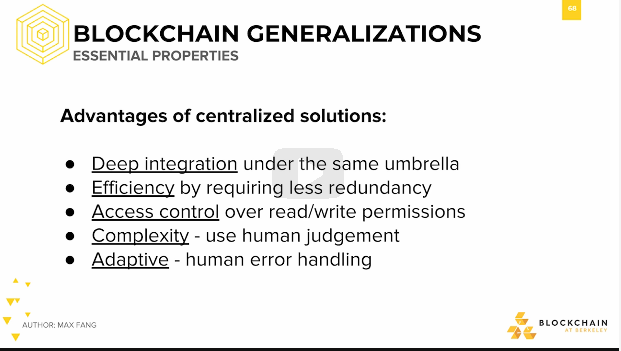 68
BLOCKCHAIN GENERALIZATIONS
ESSENTIAL PROPERTIES
Advantages of centralized solutions:
● Deep integration under the same umbrella
● Efficiency by requiring less redundancy
● Access control over read/write permissions
● Complexity - use human judgement
● Adaptive - human error handling
AUTHOR: MAX FANG
BLOCKCHAIN
AT BERKELEY